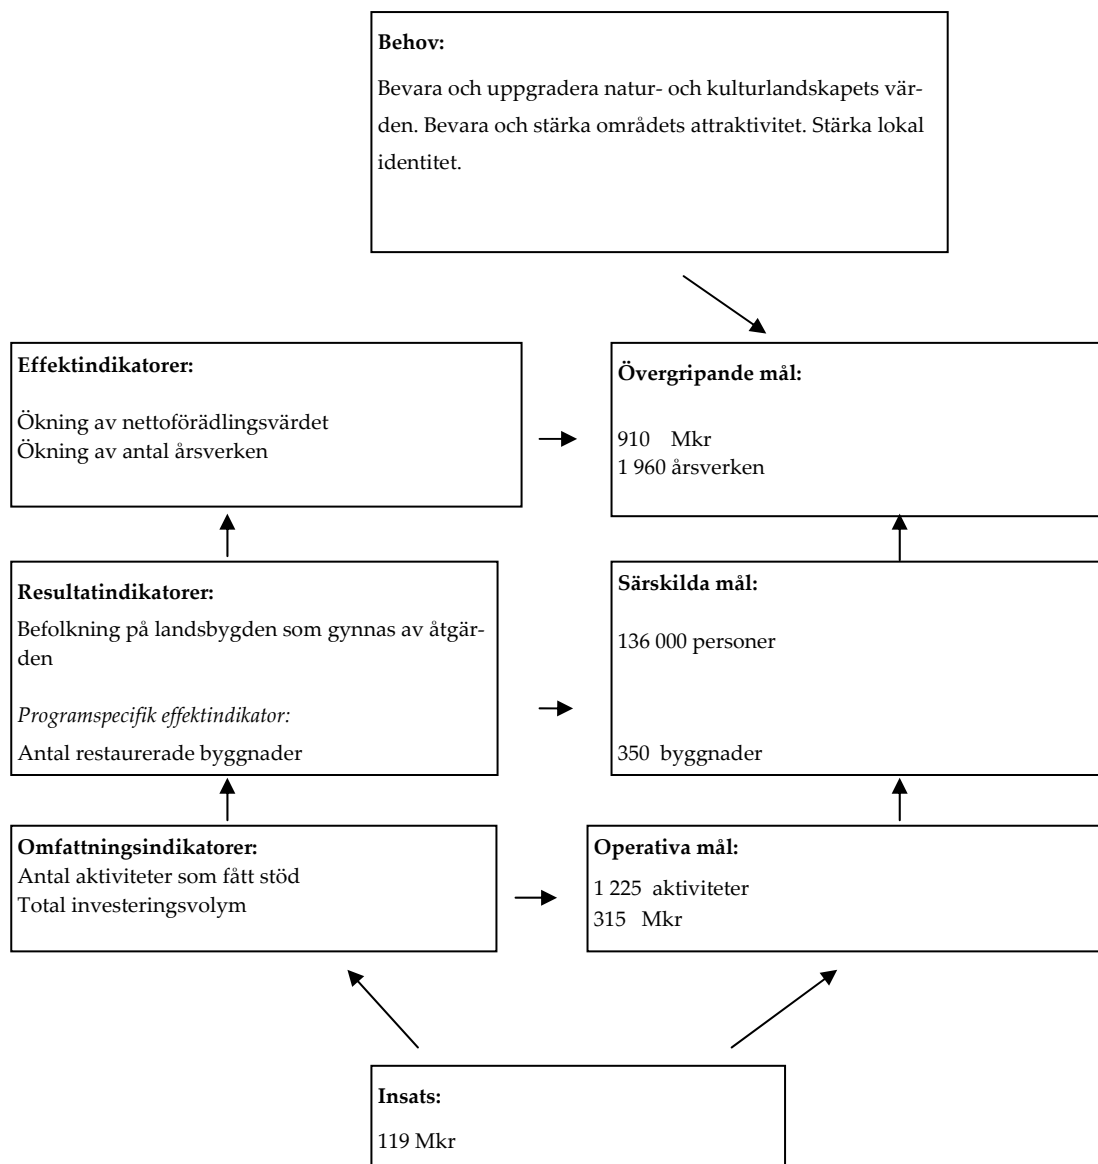 Behov:
Bevara och uppgradera natur- och kulturlandskapets vär-
den. Bevara och stärka områdets attraktivitet. Stärka lokal
identitet.
Effektindikatorer:
Ökning av nettoförädlingsvärdet
Ökning av antal årsverken
Övergripande mål:
910 Mkr
1 960 årsverken
Resultatindikatorer:
Befolkning på landsbygden som gynnas av åtgär-
den
Programspecifik effektindikator:
Antal restaurerade byggnader
Särskilda mål:
136 000 personer
350 byggnader
Omfattningsindikatorer:
Antal aktiviteter som fått stöd
Total investeringsvolym
Operativa mål:
1 225 aktiviteter
315 Mkr
Insats:
119 Mkr